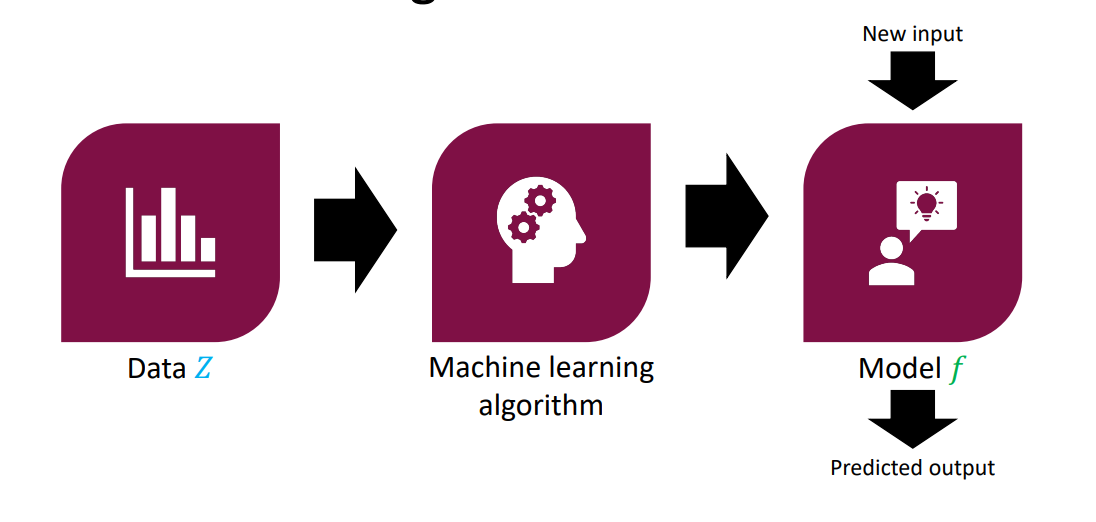 New input
Data Z
Machine learning
algorithm
Model f
Predicted output